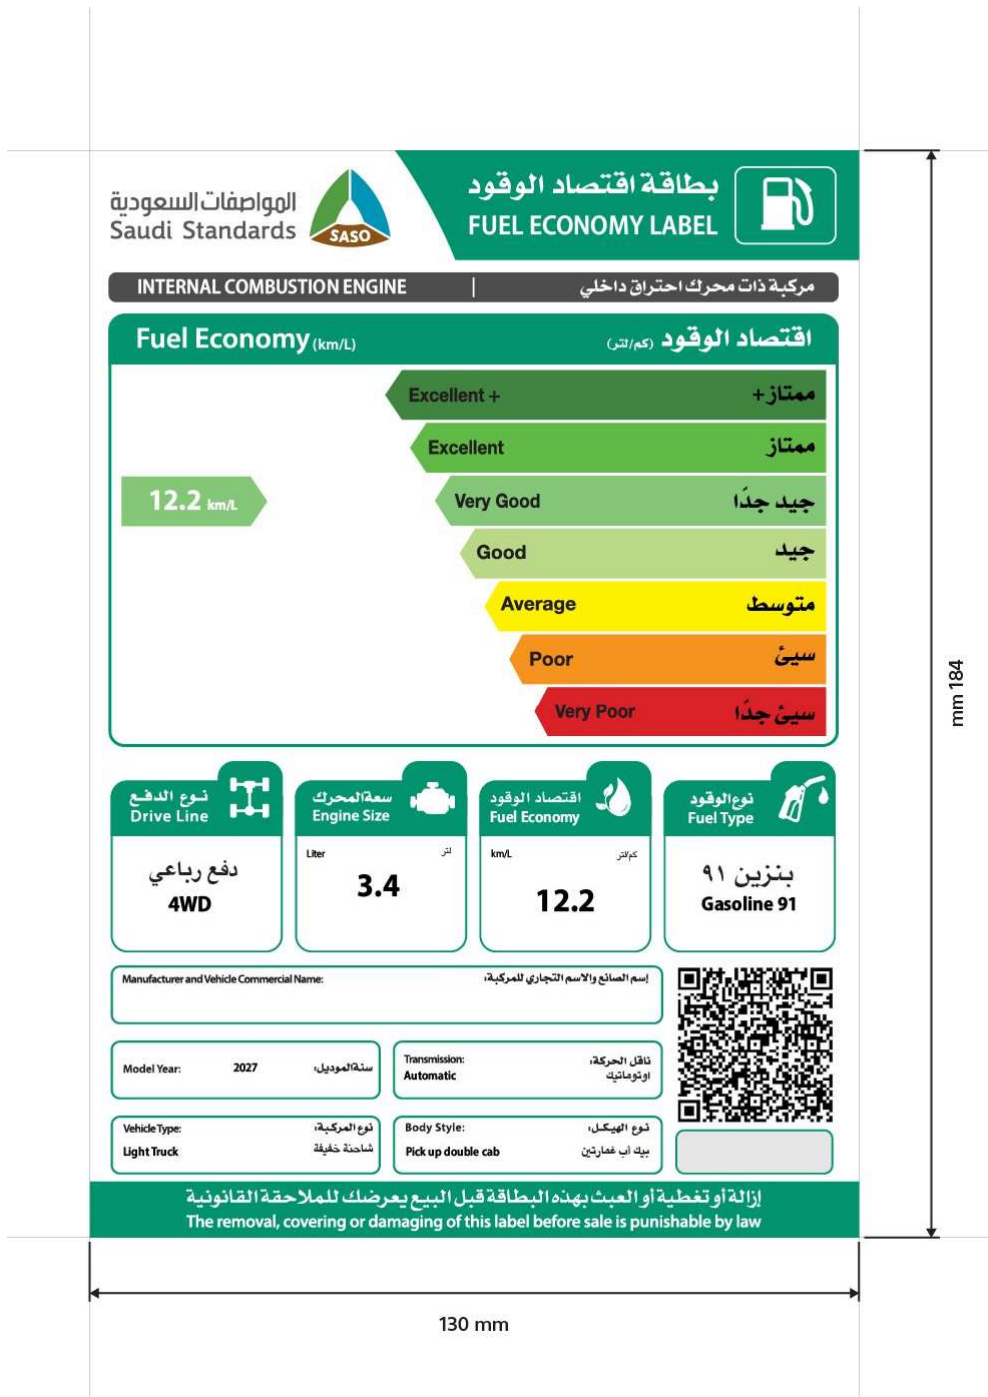 المواصفات السعودية
Saudi Standards
SASO
بطاقة اقتصاد الوقود
FUEL ECONOMY LABEL
INTERNAL COMBUSTION ENGINE | مركبة ذات محرك احتراق داخلي
Fuel Economy (km/L) اقتصاد الوقود (كم/لتر)
Excellent + ممتاز+
Excellent ممتاز
12.2 km/L
Very Good جيد جدًا
Good جيد
Average متوسط
Poor سيئ
Very Poor سيئ جدًا
نوع الدفع
Drive Line
دفع رباعي
4WD
سعة المحرك
Engine Size
Liter لتر
3.4
اقتصاد الوقود
Fuel Economy
km/L كم/لتر
12.2
نوع الوقود
Fuel Type
بنزين ٩١
Gasoline 91
Manufacturer and Vehicle Commercial Name: إسم الصانع والاسم التجاري للمركبة:
Model Year: 2027 سنة الموديل:
Transmission: ناقل الحركة:
Automatic اوتوماتيك
Vehicle Type: نوع المركبة:
Light Truck شاحنة خفيفة
Body Style: نوع الهيكل:
Pick up double cab بيك أب غمارتين
إزالة أو تغطية أو العبث بهذه البطاقة قبل البيع يعرضك للملاحقة القانونية
The removal, covering or damaging of this label before sale is punishable by law
mm 184
130 mm